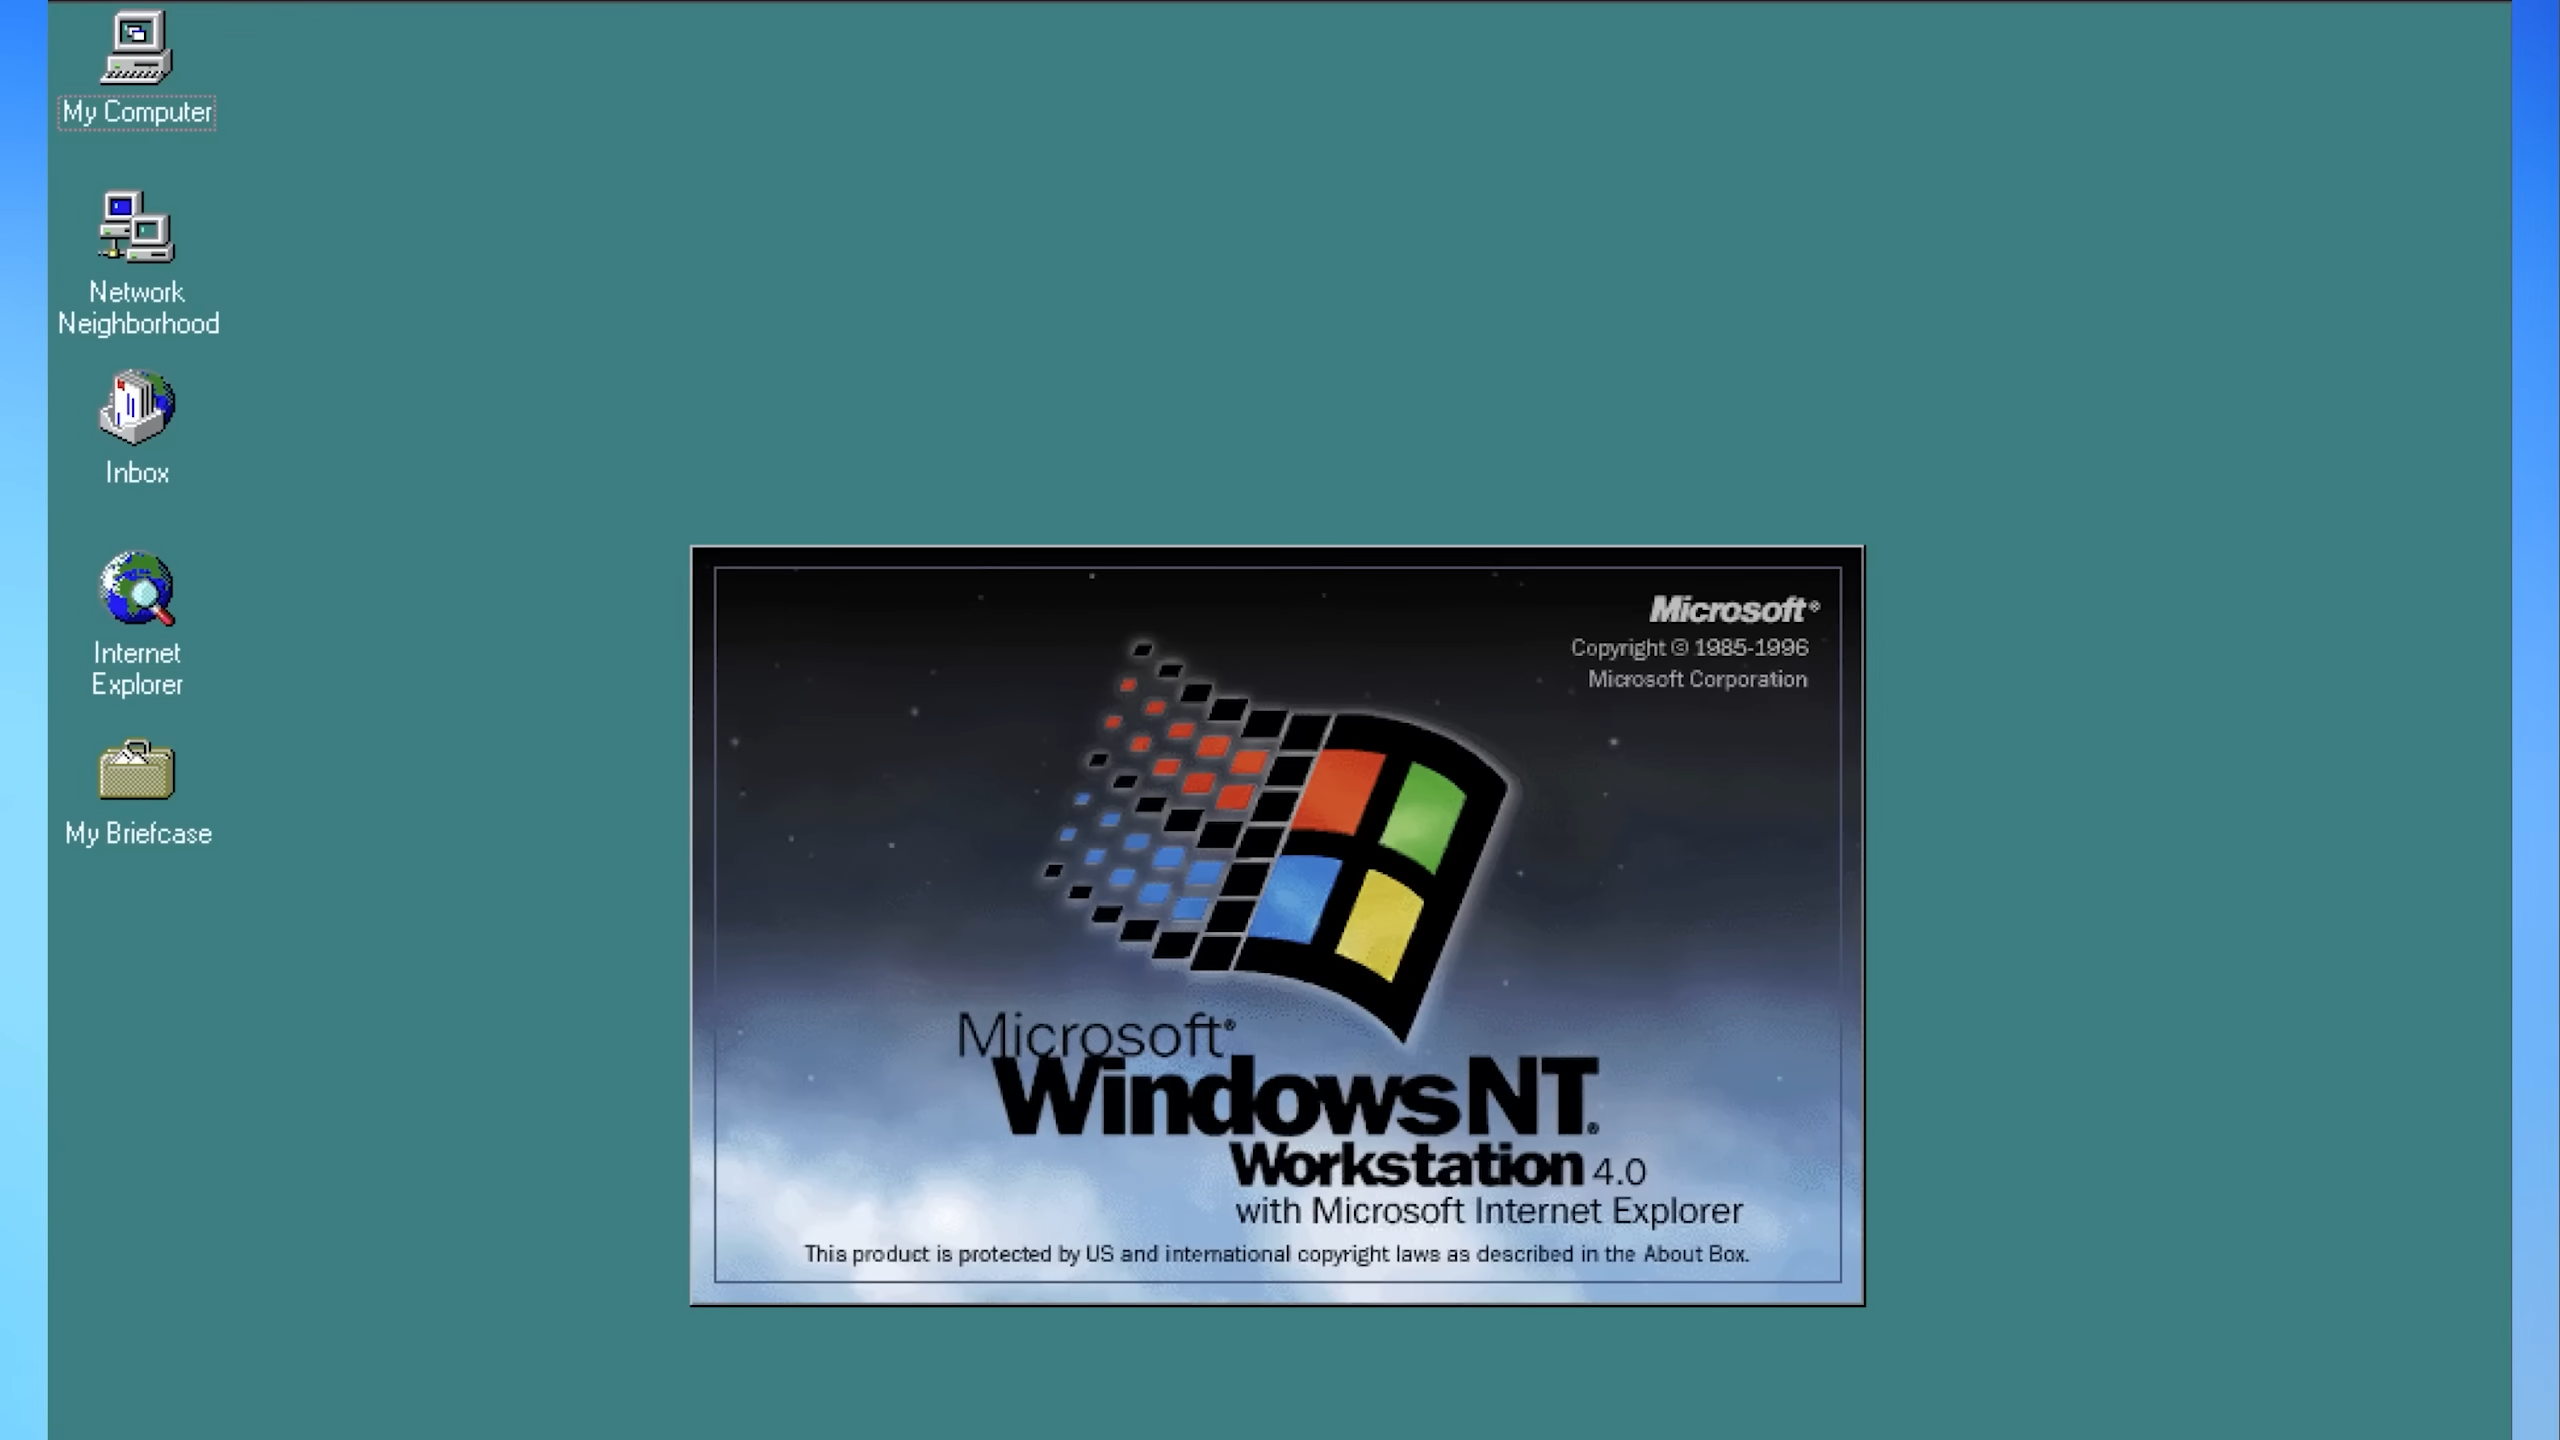 My Computer
Network
Neighborhood
Inbox
Internet
Explorer
My Briefcase
Microsoft®
Copyright © 1985-1996
Microsoft Corporation
Microsoft®
Windows NT®
Workstation 4.0
with Microsoft Internet Explorer
This product is protected by US and international copyright laws as described in the About Box.